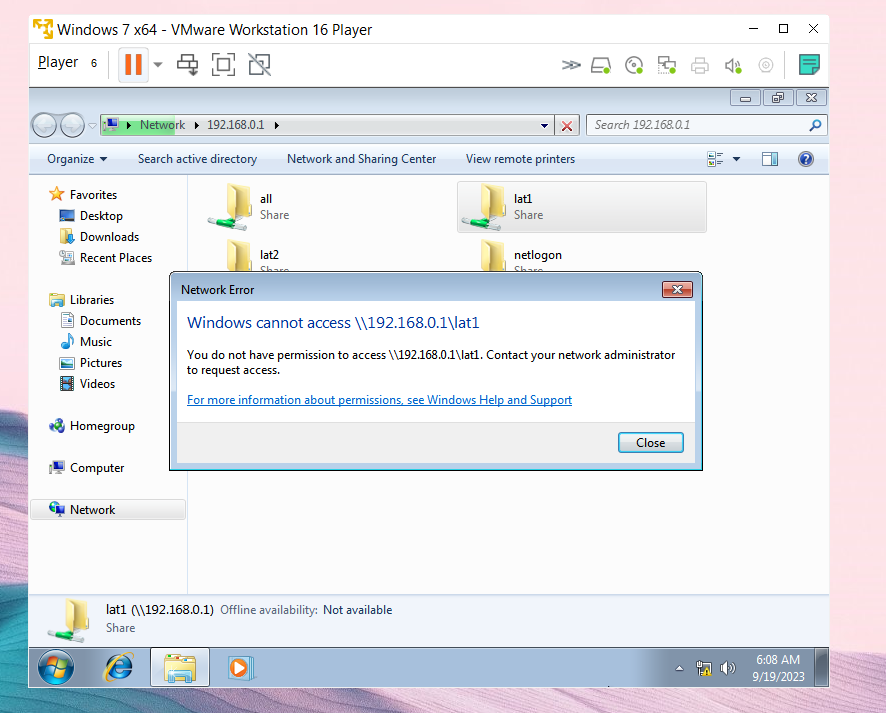 Windows 7 x64 - VMware Workstation 16 Player
Player 6
Network 192.168.0.1
Search 192.168.0.1
Organize Search active directory Network and Sharing Center View remote printers
Favorites
Desktop
Downloads
Recent Places
Libraries
Documents
Music
Pictures
Videos
Homegroup
Computer
Network
all
Share
lat1
Share
lat2
Share
netlogon
Share
Network Error
Windows cannot access \\192.168.0.1\lat1
You do not have permission to access \\192.168.0.1\lat1. Contact your network administrator
to request access.
For more information about permissions, see Windows Help and Support
Close
lat1 (\\192.168.0.1) Offline availability: Not available
Share
6:08 AM
9/19/2023